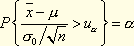 P{ (x̄ − μ) / (σ₀/√n) > u_α } = α